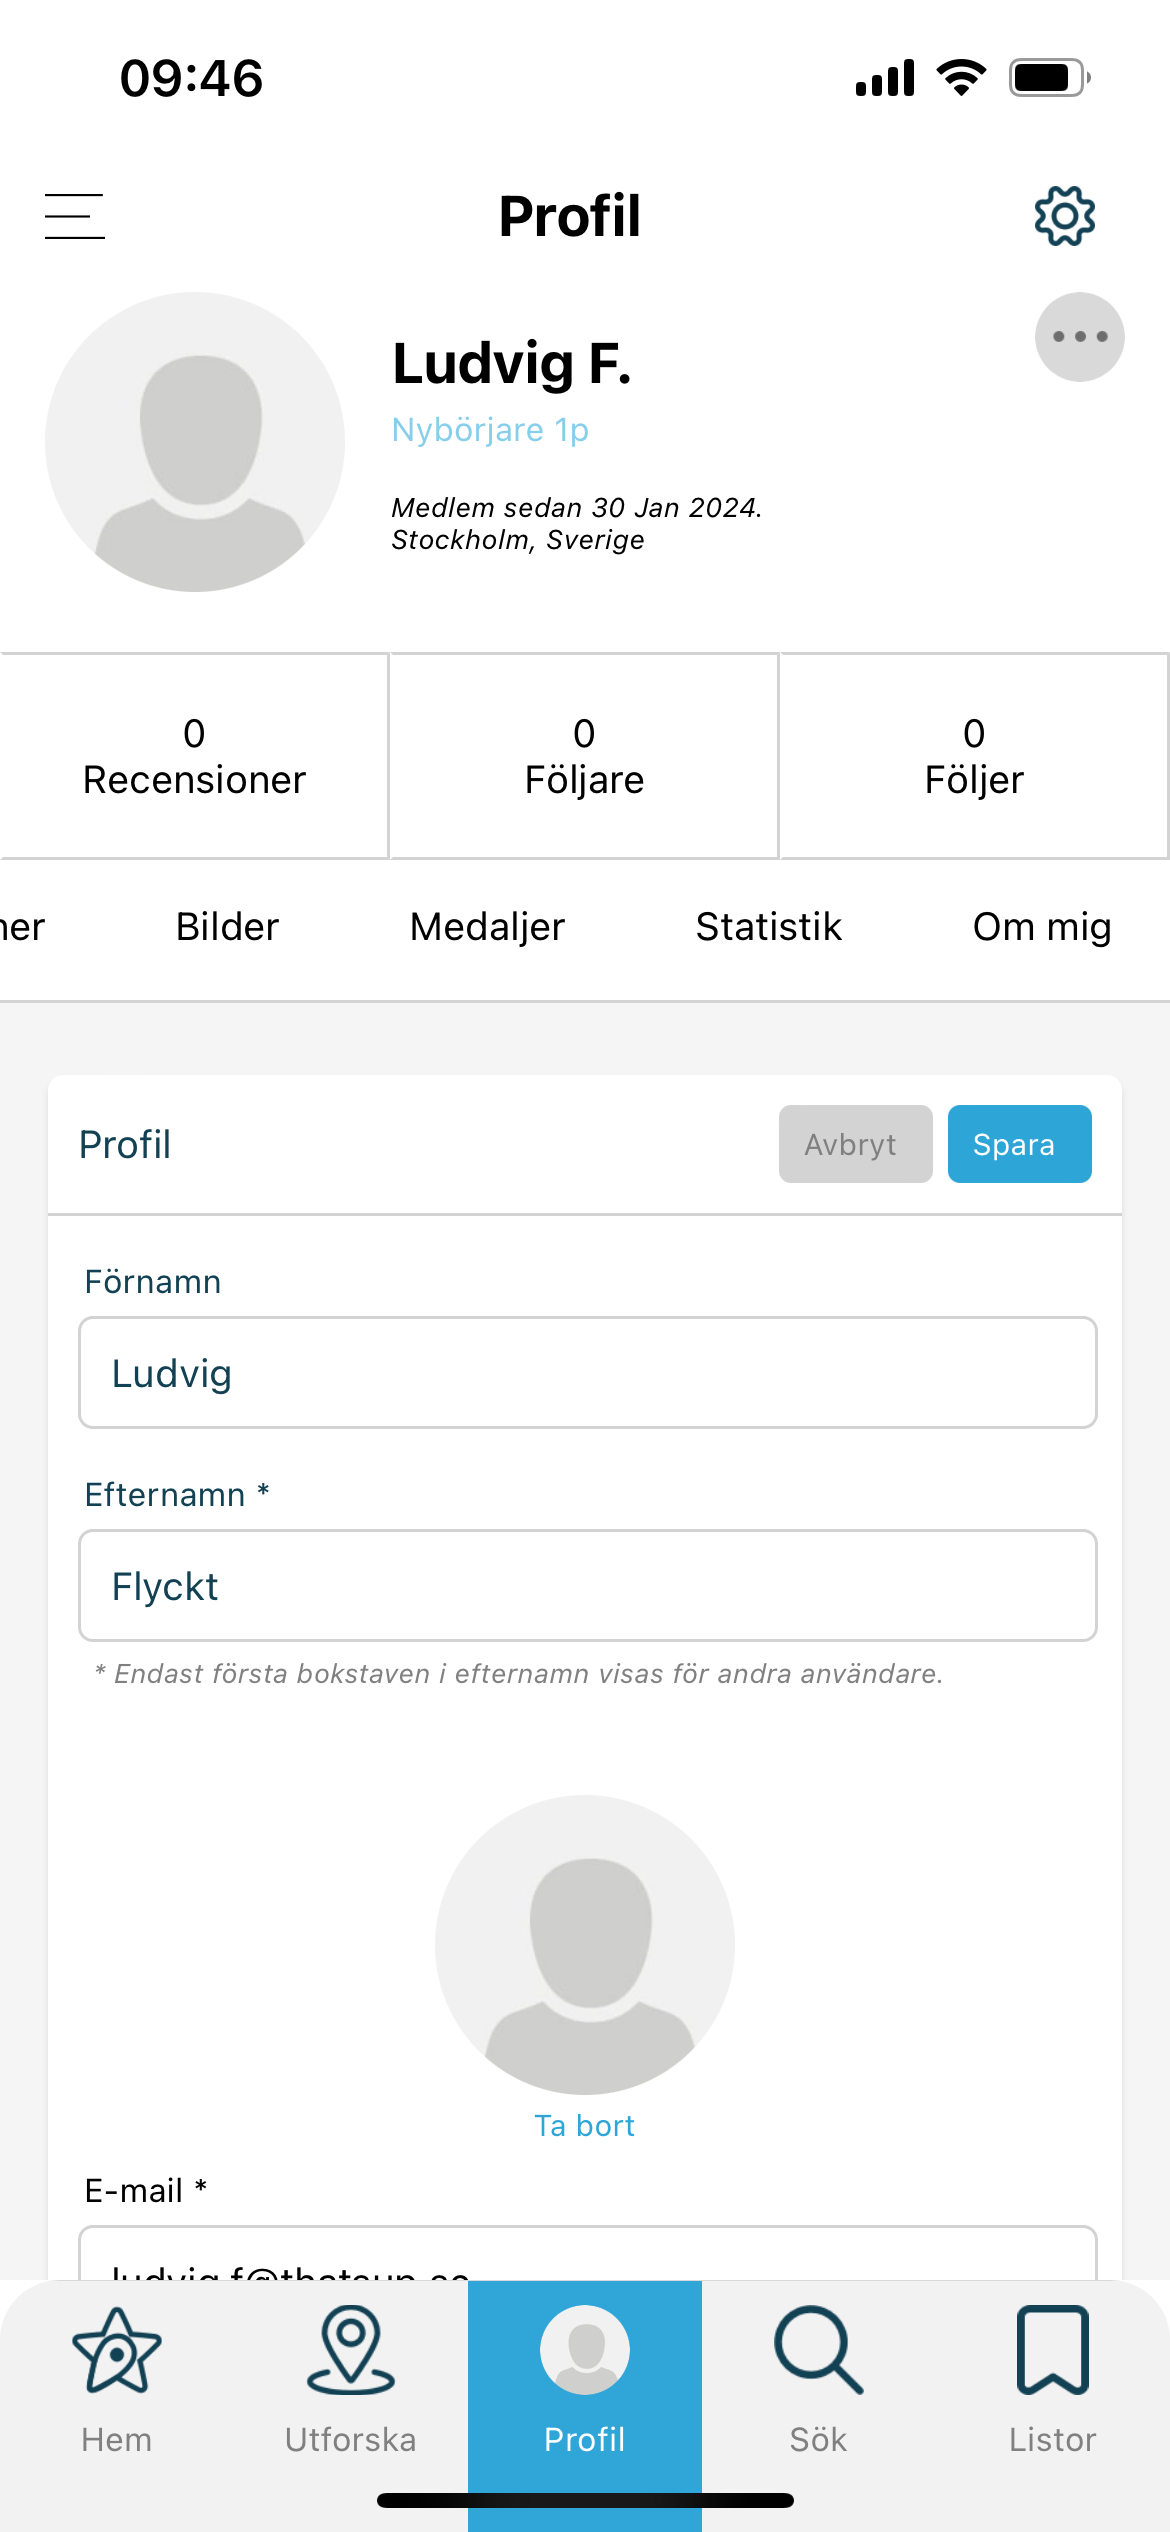 09:46
Profil
Ludvig F.
Nybörjare 1p
Medlem sedan 30 Jan 2024.
Stockholm, Sverige
0
Recensioner
0
Följare
0
Följer
Bilder
Medaljer
Statistik
Om mig
Profil
Avbryt
Spara
Förnamn
Ludvig
Efternamn *
Flyckt
* Endast första bokstaven i efternamn visas för andra användare.
Ta bort
E-mail *
Hem
Utforska
Profil
Sök
Listor